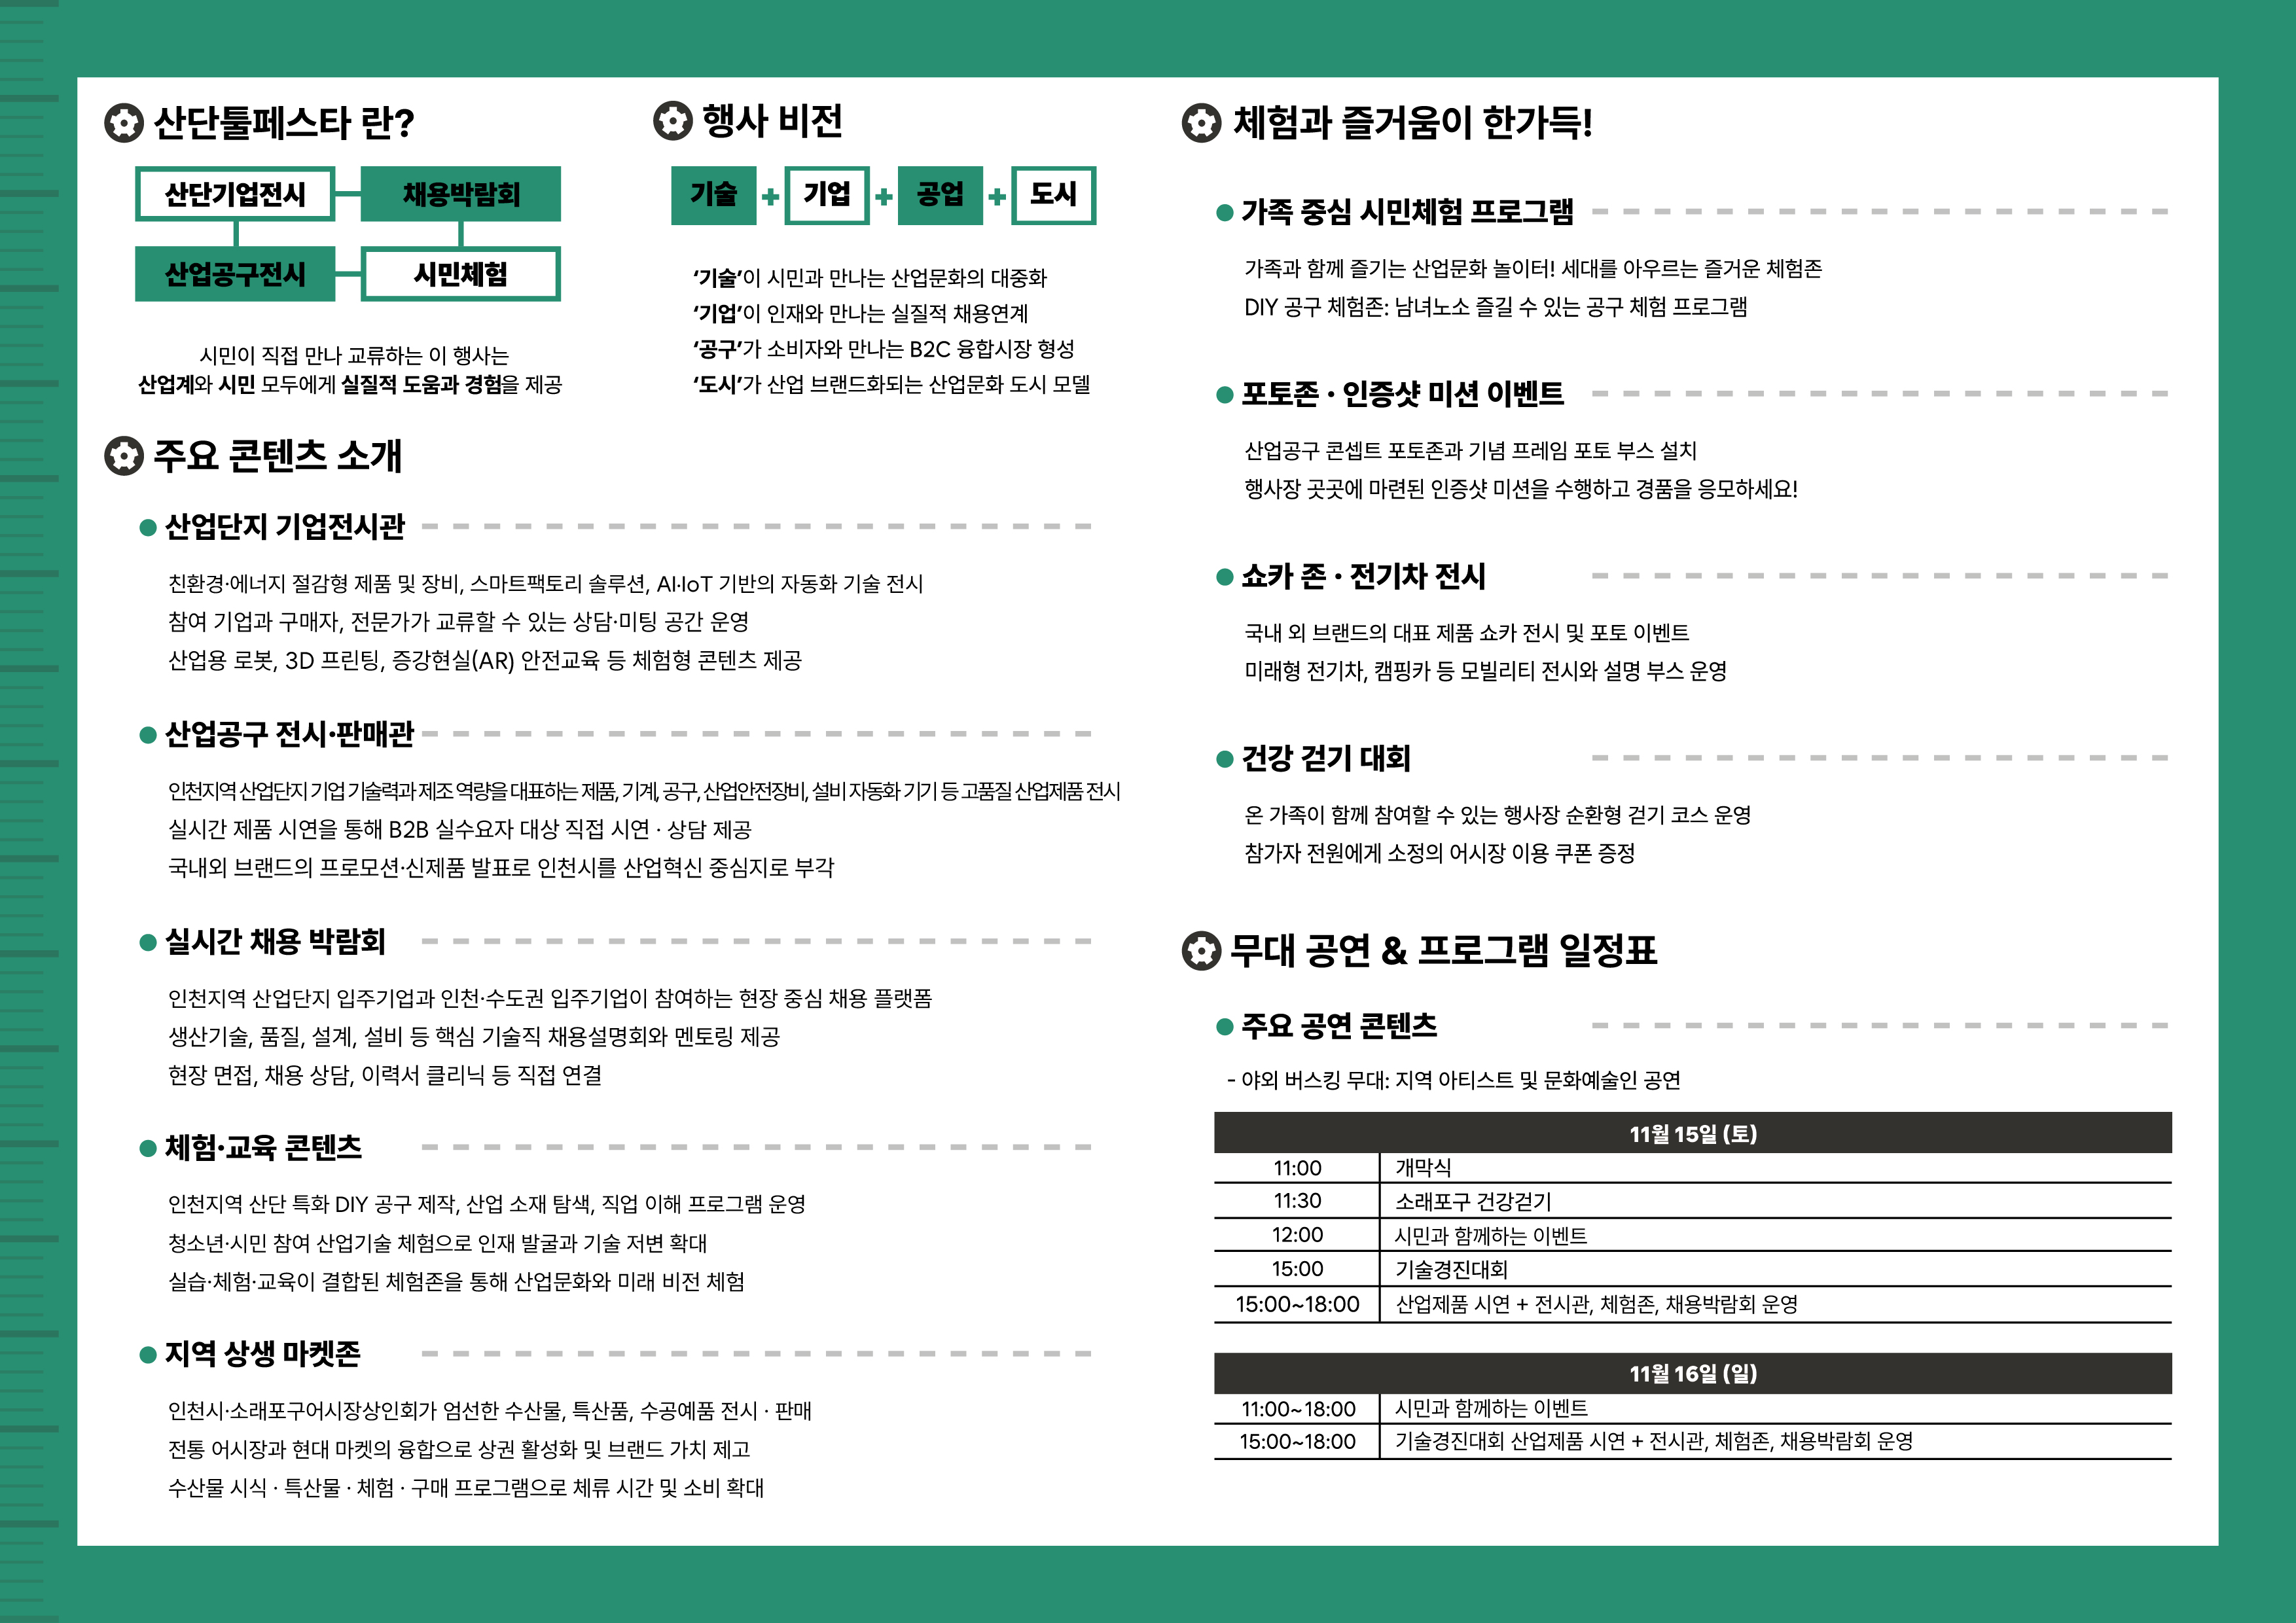 산단툴페스타 란?
산단기업전시
채용박람회
산업공구전시
시민체험
시민이 직접 만나 교류하는 이 행사는
산업계와 시민 모두에게 실질적 도움과 경험을 제공
행사 비전
기술 + 기업 + 공업 + 도시
‘기술’이 시민과 만나는 산업문화의 대중화
‘기업’이 인재와 만나는 실질적 채용연계
‘공구’가 소비자와 만나는 B2C 융합시장 형성
‘도시’가 산업 브랜드화되는 산업문화 도시 모델
주요 콘텐츠 소개
산업단지 기업전시관
친환경·에너지 절감형 제품 및 장비, 스마트팩토리 솔루션, AI·IoT 기반의 자동화 기술 전시
참여 기업과 구매자, 전문가가 교류할 수 있는 상담·미팅 공간 운영
산업용 로봇, 3D 프린팅, 증강현실(AR) 안전교육 등 체험형 콘텐츠 제공
산업공구 전시·판매관
인천지역 산업단지 기업 기술력과 제조 역량을 대표하는 제품, 기계, 공구, 산업안전장비, 설비 자동화 기기 등 고품질 산업제품 전시
실시간 제품 시연을 통해 B2B 실수요자 대상 직접 시연 · 상담 제공
국내외 브랜드의 프로모션·신제품 발표로 인천시를 산업혁신 중심지로 부각
실시간 채용 박람회
인천지역 산업단지 입주기업과 인천·수도권 입주기업이 참여하는 현장 중심 채용 플랫폼
생산기술, 품질, 설계, 설비 등 핵심 기술직 채용설명회와 멘토링 제공
현장 면접, 채용 상담, 이력서 클리닉 등 직접 연결
체험·교육 콘텐츠
인천지역 산단 특화 DIY 공구 제작, 산업 소재 탐색, 직업 이해 프로그램 운영
청소년·시민 참여 산업기술 체험으로 인재 발굴과 기술 저변 확대
실습·체험·교육이 결합된 체험존을 통해 산업문화와 미래 비전 체험
지역 상생 마켓존
인천시·소래포구어시장상인회가 엄선한 수산물, 특산품, 수공예품 전시 · 판매
전통 어시장과 현대 마켓의 융합으로 상권 활성화 및 브랜드 가치 제고
수산물 시식 · 특산물 · 체험 · 구매 프로그램으로 체류 시간 및 소비 확대
체험과 즐거움이 한가득!
가족 중심 시민체험 프로그램
가족과 함께 즐기는 산업문화 놀이터! 세대를 아우르는 즐거운 체험존
DIY 공구 체험존: 남녀노소 즐길 수 있는 공구 체험 프로그램
포토존 · 인증샷 미션 이벤트
산업공구 콘셉트 포토존과 기념 프레임 포토 부스 설치
행사장 곳곳에 마련된 인증샷 미션을 수행하고 경품을 응모하세요!
쇼카 존 · 전기차 전시
국내 외 브랜드의 대표 제품 쇼카 전시 및 포토 이벤트
미래형 전기차, 캠핑카 등 모빌리티 전시와 설명 부스 운영
건강 걷기 대회
온 가족이 함께 참여할 수 있는 행사장 순환형 걷기 코스 운영
참가자 전원에게 소정의 어시장 이용 쿠폰 증정
무대 공연 & 프로그램 일정표
주요 공연 콘텐츠
- 야외 버스킹 무대: 지역 아티스트 및 문화예술인 공연
11월 15일 (토)
11:00 개막식
11:30 소래포구 건강걷기
12:00 시민과 함께하는 이벤트
15:00 기술경진대회
15:00~18:00 산업제품 시연 + 전시관, 체험존, 채용박람회 운영
11월 16일 (일)
11:00~18:00 시민과 함께하는 이벤트
15:00~18:00 기술경진대회 산업제품 시연 + 전시관, 체험존, 채용박람회 운영